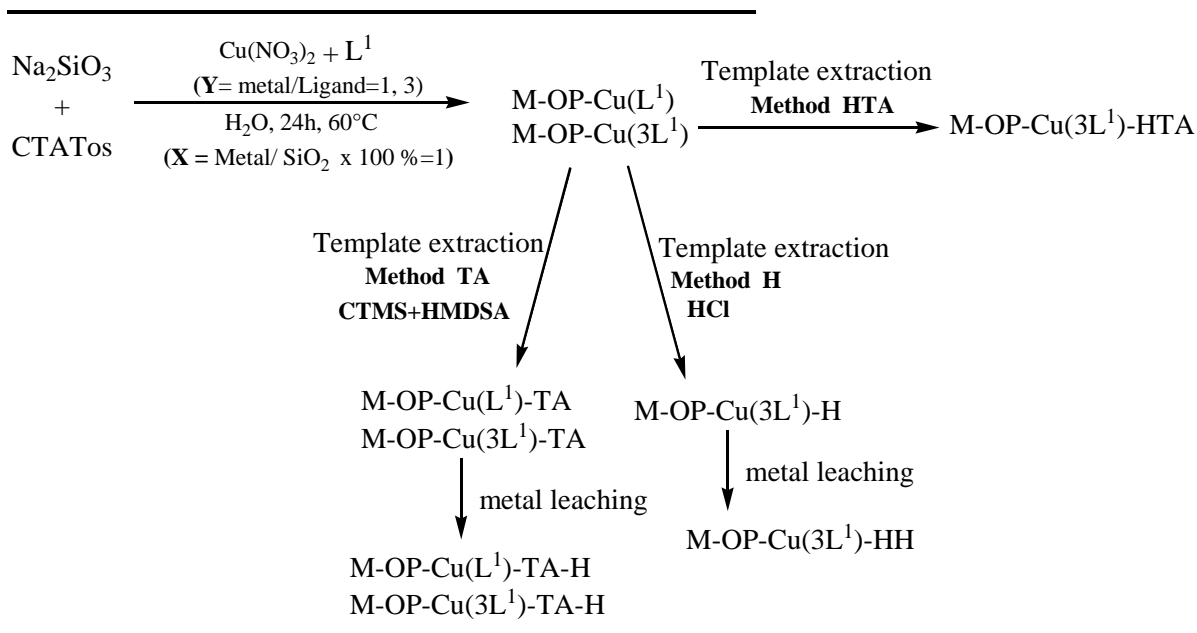 Na₂SiO₃
+
CTATos
Cu(NO₃)₂ + L¹
(Y= metal/Ligand=1, 3)
H₂O, 24h, 60°C
(X = Metal/ SiO₂ x 100 %=1)
M-OP-Cu(L¹)
M-OP-Cu(3L¹)
Template extraction
Method HTA
M-OP-Cu(3L¹)-HTA
Template extraction
Method TA
CTMS+HMDSA
Template extraction
Method H
HCl
M-OP-Cu(L¹)-TA
M-OP-Cu(3L¹)-TA
metal leaching
M-OP-Cu(L¹)-TA-H
M-OP-Cu(3L¹)-TA-H
M-OP-Cu(3L¹)-H
metal leaching
M-OP-Cu(3L¹)-HH